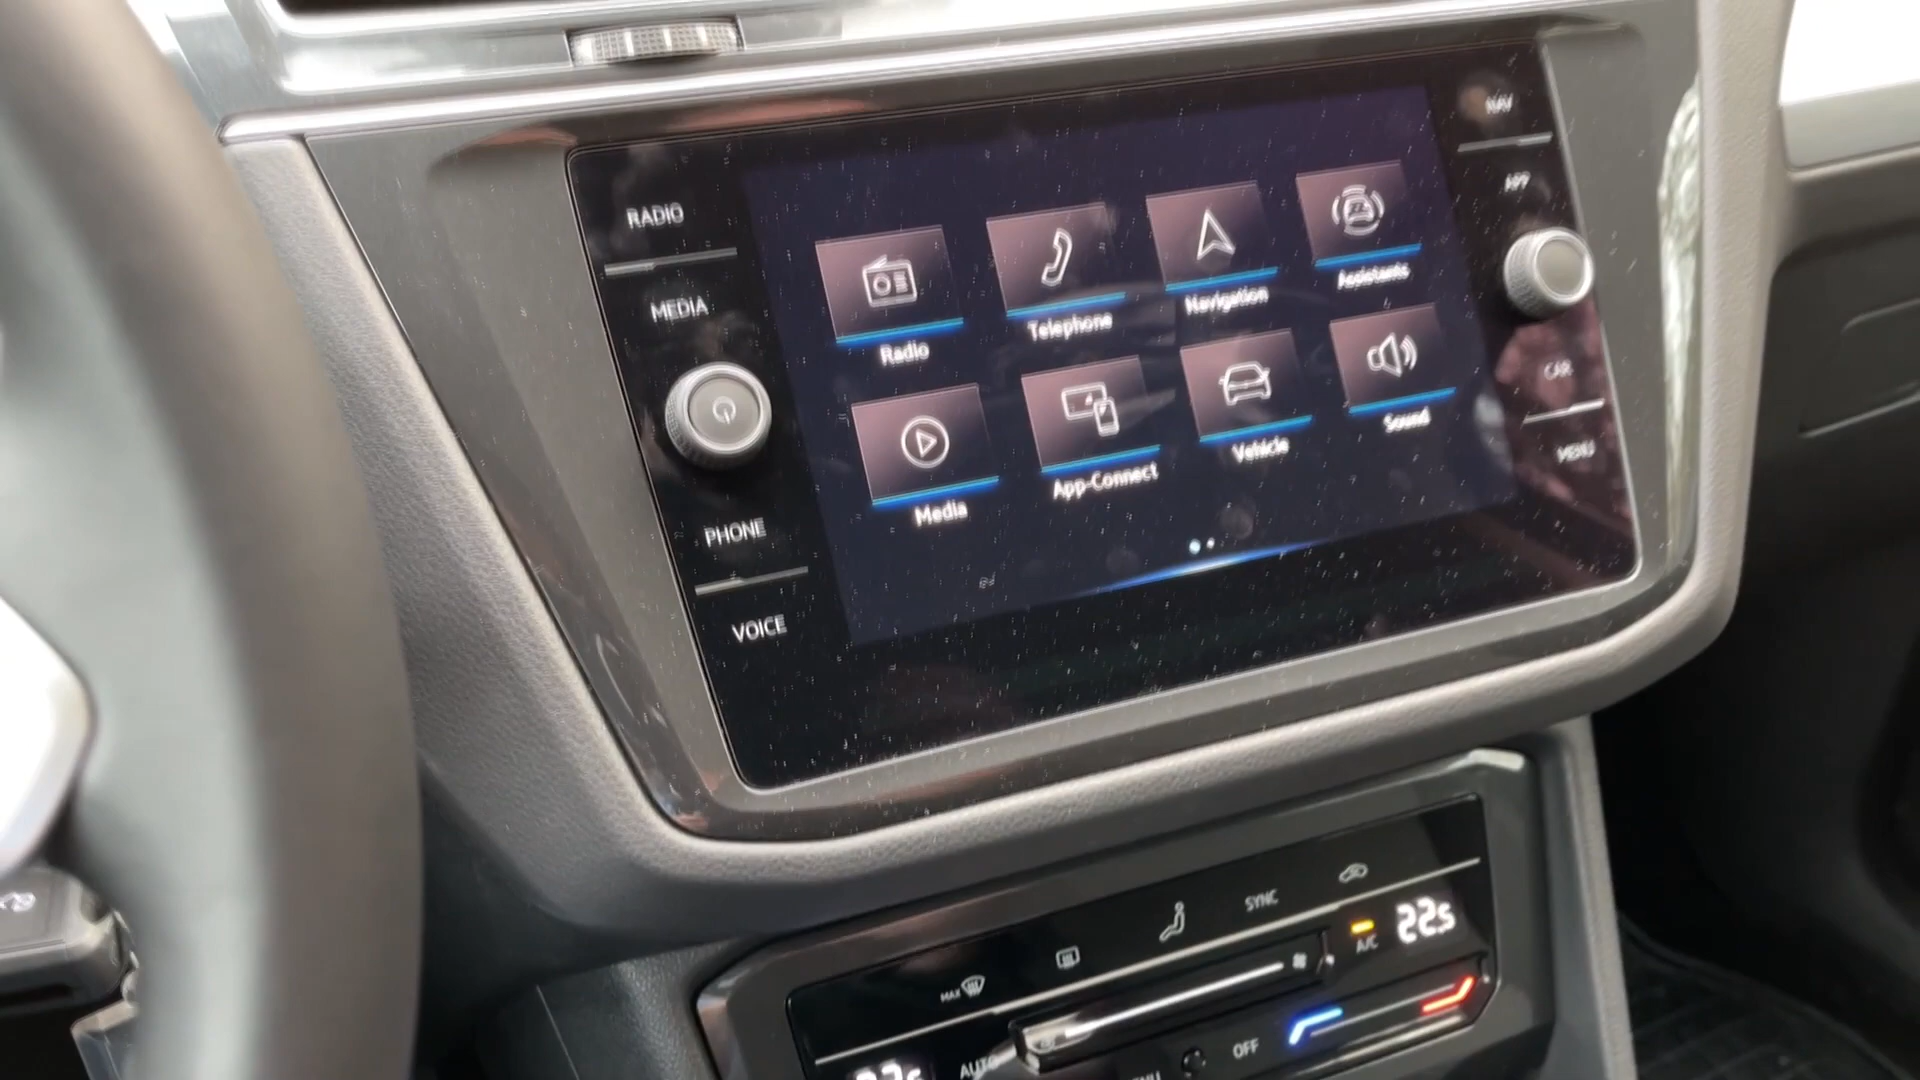 RADIO
MEDIA
PHONE
VOICE
Radio
Telephone
Navigation
Assistants
Media
App-Connect
Vehicle
Sound
NAV
APP
CAR
MENU
SYNC
MAX
A/C
22.5
AUTO
OFF